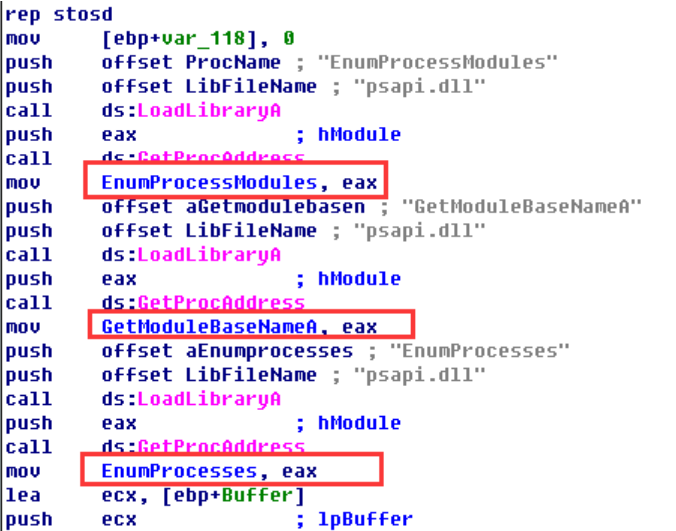 rep stosd
mov [ebp+var_118], 0
push offset ProcName ; "EnumProcessModules"
push offset LibFileName ; "psapi.dll"
call ds:LoadLibraryA
push eax ; hModule
call ds:GetProcAddress
mov EnumProcessModules, eax
push offset aGetmodulebasen ; "GetModuleBaseNameA"
push offset LibFileName ; "psapi.dll"
call ds:LoadLibraryA
push eax ; hModule
call ds:GetProcAddress
mov GetModuleBaseNameA, eax
push offset aEnumprocesses ; "EnumProcesses"
push offset LibFileName ; "psapi.dll"
call ds:LoadLibraryA
push eax ; hModule
call ds:GetProcAddress
mov EnumProcesses, eax
lea ecx, [ebp+Buffer]
push ecx ; lpBuffer